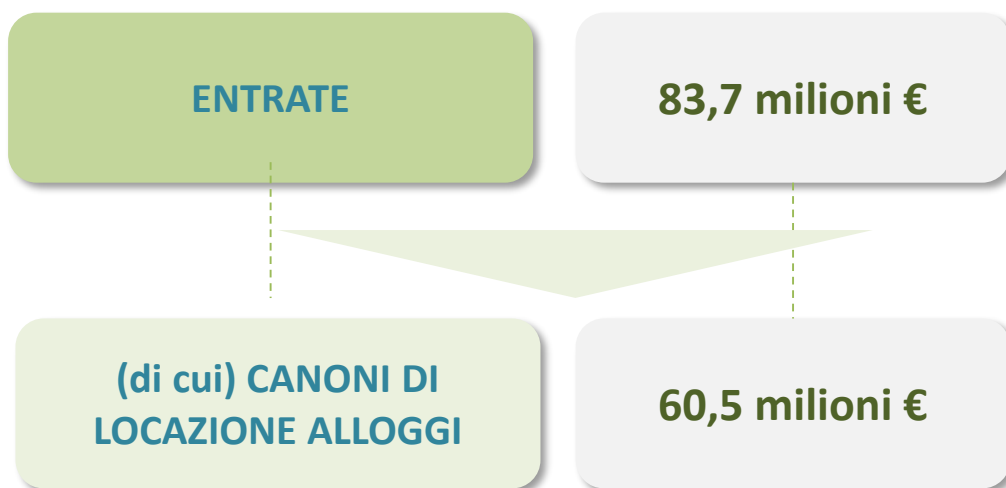 ENTRATE
83,7 milioni €
(di cui) CANONI DI
LOCAZIONE ALLOGGI
60,5 milioni €